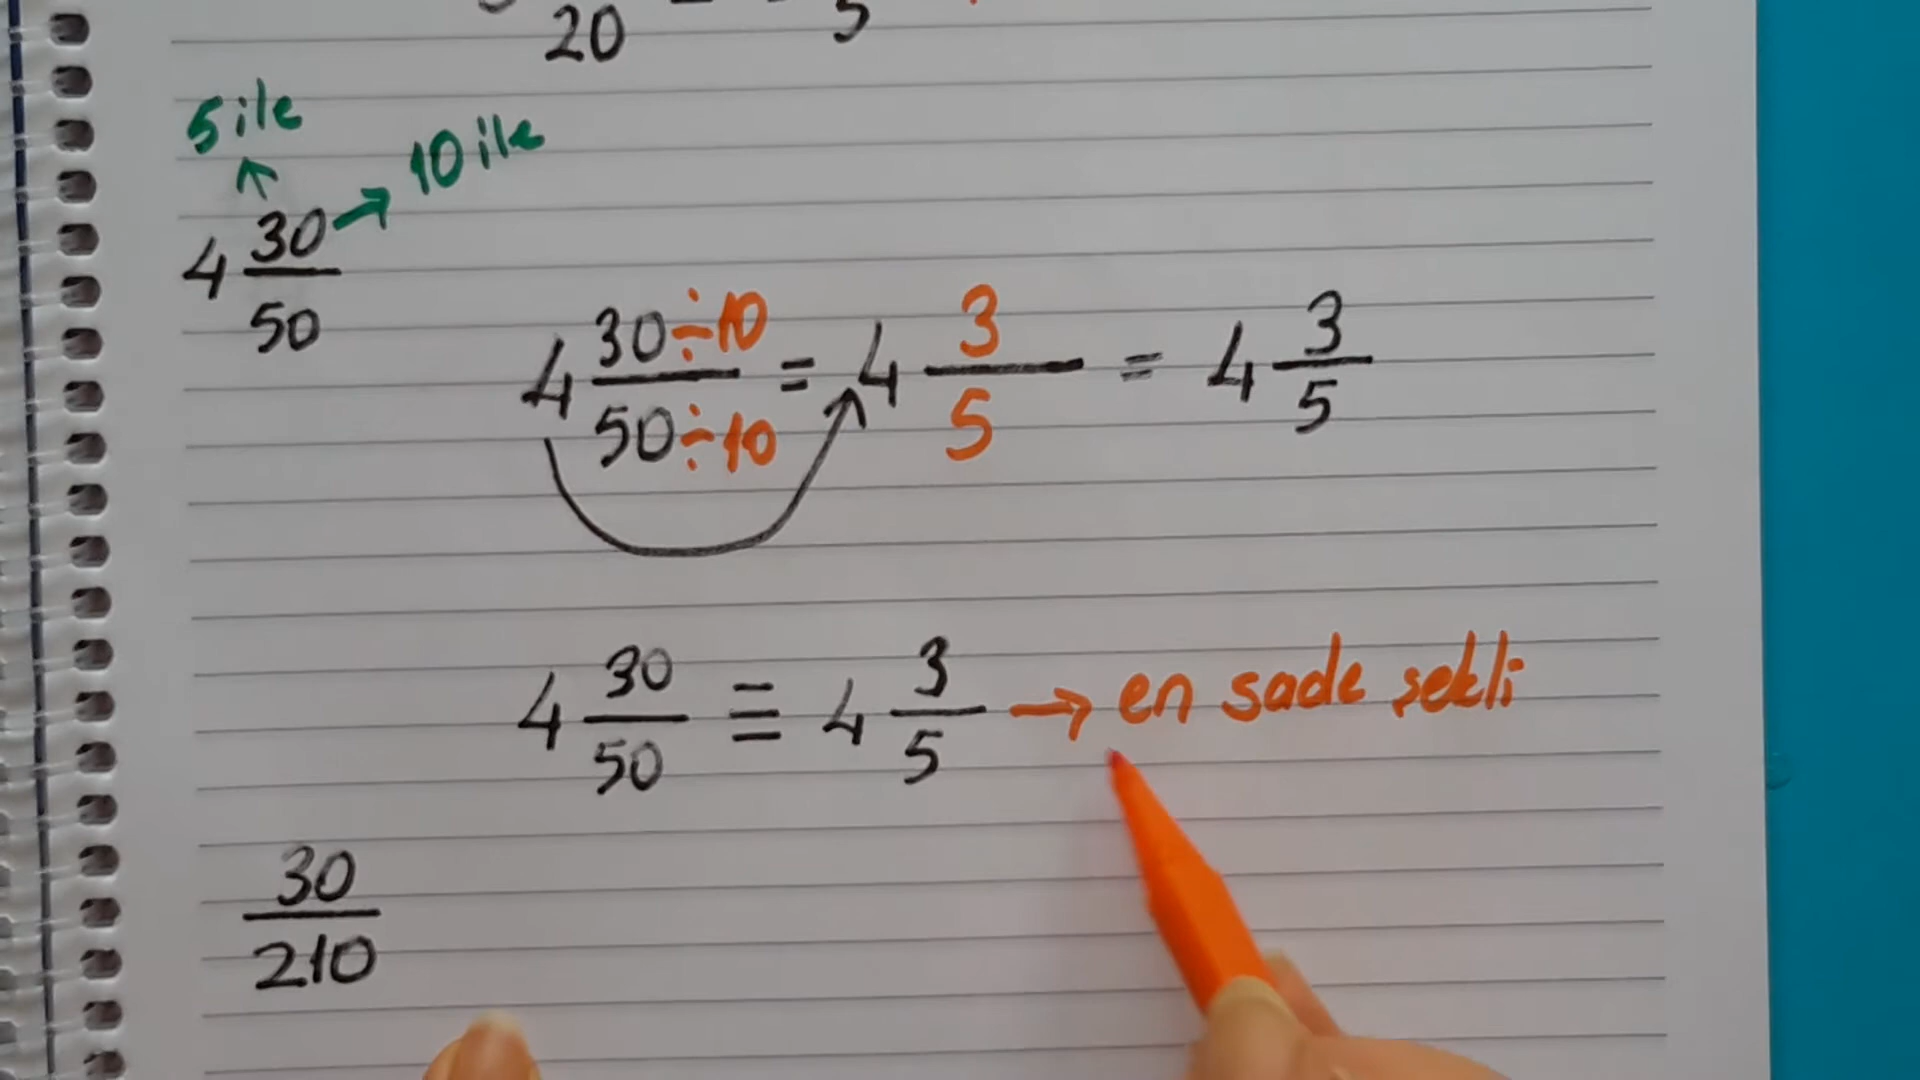 20 5
5 ile
10 ile
4 30/50
4 30÷10/50÷10 = 4 3/5 = 4 3/5
4 30/50 ≡ 4 3/5 → en sade şekli
30/210